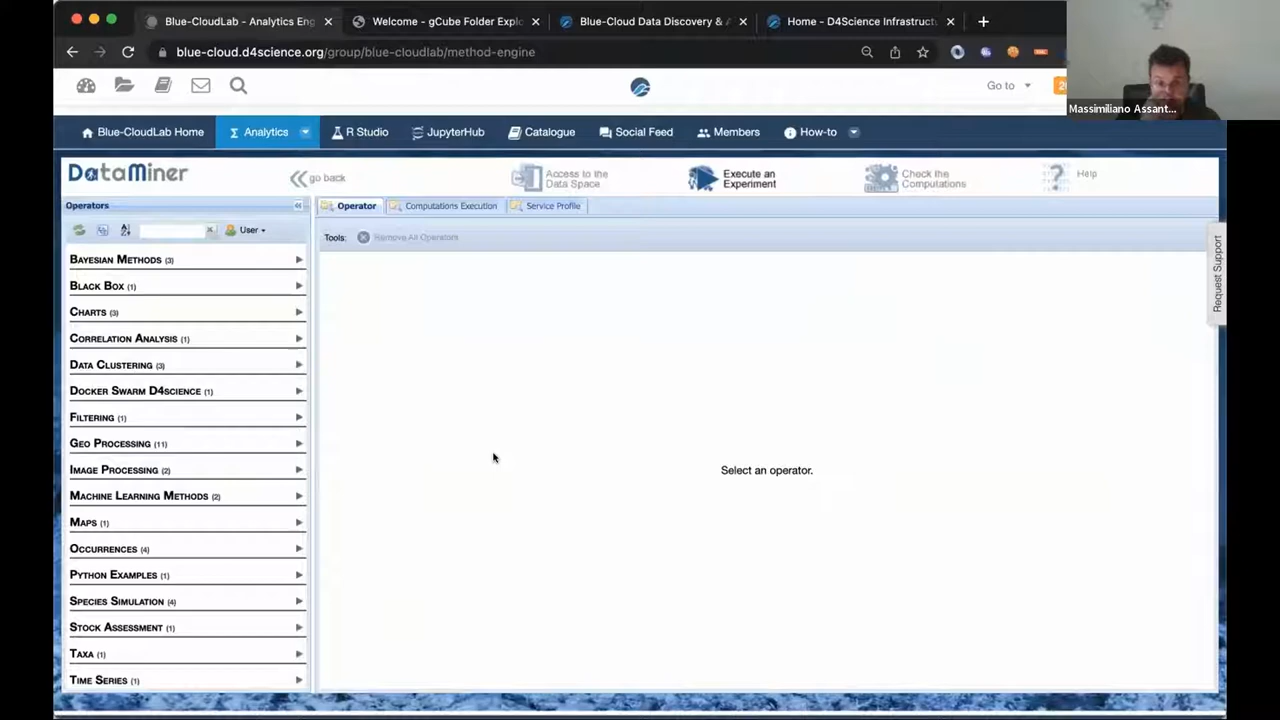 Blue-CloudLab - Analytics Eng
Welcome - gCube Folder Explo
Blue-Cloud Data Discovery & A
Home - D4Science Infrastructu
blue-cloud.d4science.org/group/blue-cloudlab/method-engine
Go to
Massimiliano Assant...
Blue-CloudLab Home
Analytics
R Studio
JupyterHub
Catalogue
Social Feed
Members
How-to
DataMiner
go back
Access to the
Data Space
Execute an
Experiment
Check the
Computations
Help
Operators
Operator
Computations Execution
Service Profile
User
Tools:
Remove All Operators
Request Support
BAYESIAN METHODS (3)
BLACK BOX (1)
CHARTS (3)
CORRELATION ANALYSIS (1)
DATA CLUSTERING (3)
DOCKER SWARM D4SCIENCE (1)
FILTERING (1)
GEO PROCESSING (11)
IMAGE PROCESSING (2)
Select an operator.
MACHINE LEARNING METHODS (2)
MAPS (1)
OCCURRENCES (4)
PYTHON EXAMPLES (1)
SPECIES SIMULATION (4)
STOCK ASSESSMENT (1)
TAXA (1)
TIME SERIES (1)